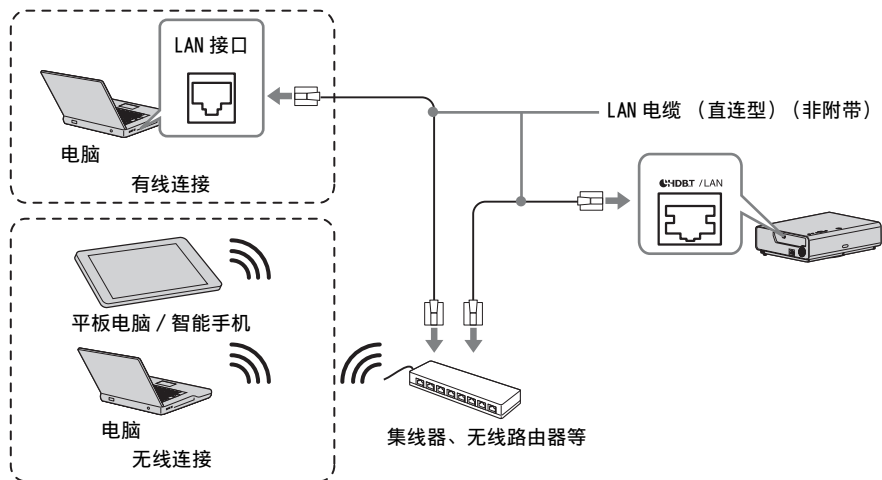 LAN 接口
电脑
有线连接
LAN 电缆 （直连型）（非附带）
HDBT / LAN
平板电脑 / 智能手机
电脑
无线连接
集线器、无线路由器等